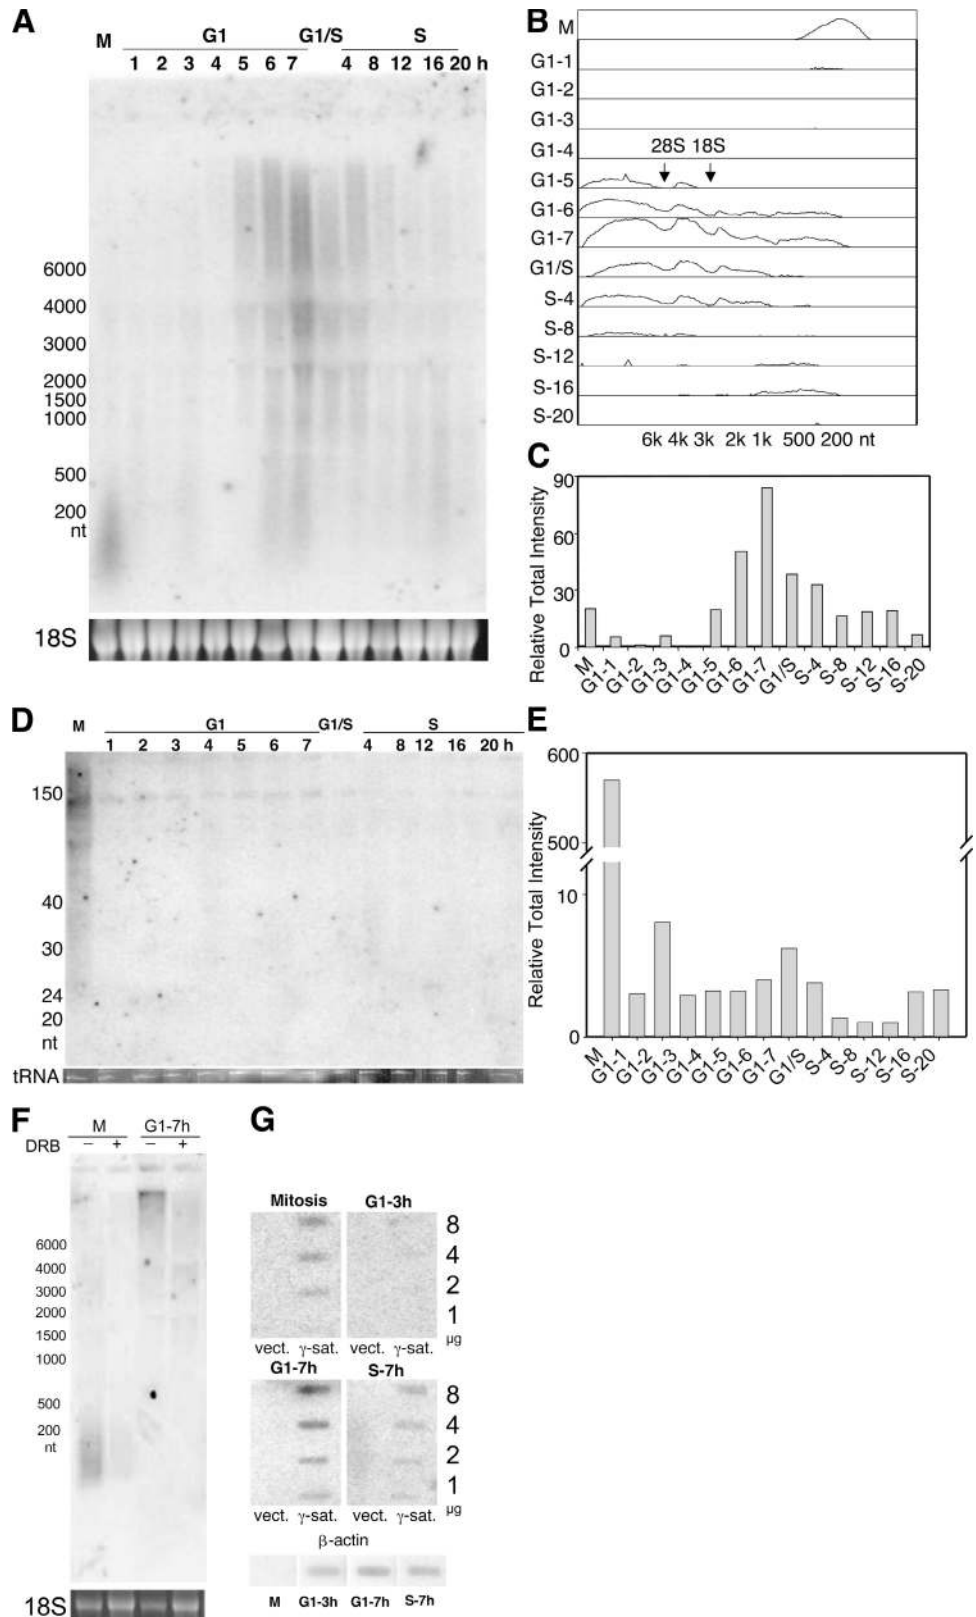 A
M G1 G1/S S
1 2 3 4 5 6 7 4 8 12 16 20 h
6000
4000
3000
2000
1500
1000
500
200
nt
18S
B
M
G1-1
G1-2
G1-3
G1-4
28S 18S
G1-5
G1-6
G1-7
G1/S
S-4
S-8
S-12
S-16
S-20
6k 4k 3k 2k 1k 500 200 nt
C
Relative Total Intensity
90
60
30
0
M G1-1 G1-2 G1-3 G1-4 G1-5 G1-6 G1-7 G1/S S-4 S-8 S-12 S-16 S-20
D
M G1 G1/S S
1 2 3 4 5 6 7 4 8 12 16 20 h
150
40
30
24
20
nt
tRNA
E
Relative Total Intensity
600
500
10
0
M G1-1 G1-2 G1-3 G1-4 G1-5 G1-6 G1-7 G1/S S-4 S-8 S-12 S-16 S-20
F
M G1-7h
DRB – + – +
6000
4000
3000
2000
1500
1000
500
200
nt
18S
G
Mitosis G1-3h
8
4
2
1
µg
vect. γ-sat. vect. γ-sat.
G1-7h S-7h
8
4
2
1
µg
vect. γ-sat. vect. γ-sat.
β-actin
M G1-3h G1-7h S-7h